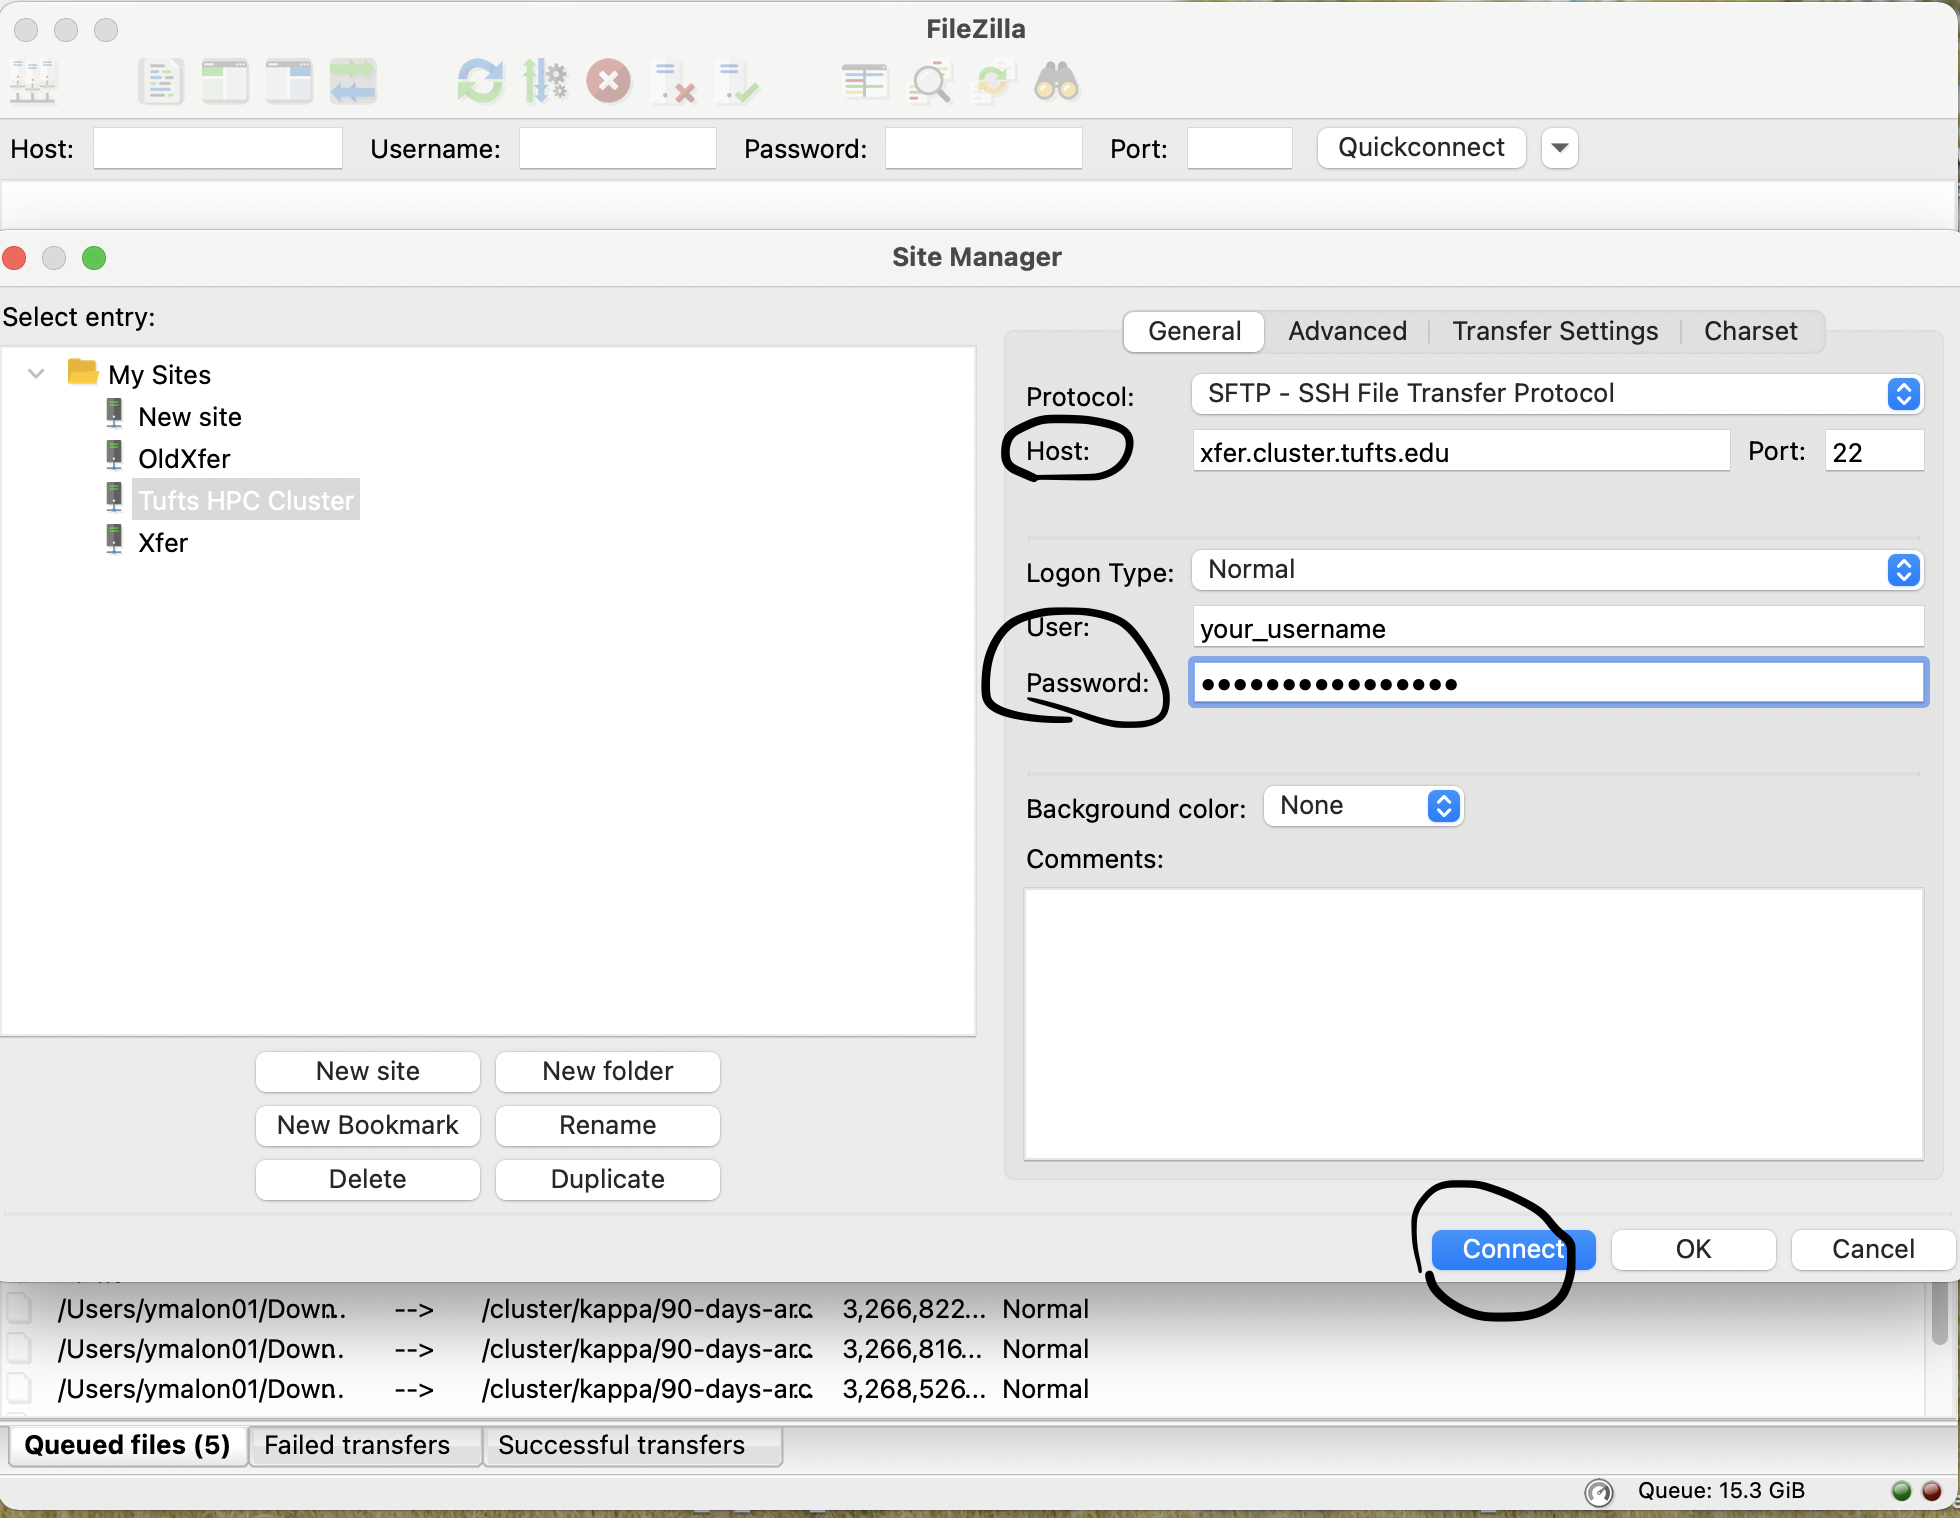 FileZilla
Host: Username: Password: Port: Quickconnect
Site Manager
Select entry:
My Sites
New site
OldXfer
Tufts HPC Cluster
Xfer
New site New folder
New Bookmark Rename
Delete Duplicate
General Advanced Transfer Settings Charset
Protocol: SFTP - SSH File Transfer Protocol
Host: xfer.cluster.tufts.edu Port: 22
Logon Type: Normal
User: your_username
Password: ●●●●●●●●●●●●●●●●
Background color: None
Comments:
Connect OK Cancel
/Users/ymalon01/Down.. --> /cluster/kappa/90-days-arc. 3,266,822... Normal
/Users/ymalon01/Down. --> /cluster/kappa/90-days-arc. 3,266,816... Normal
/Users/ymalon01/Down. --> /cluster/kappa/90-days-arc. 3,268,526... Normal
Queued files (5) Failed transfers Successful transfers
Queue: 15.3 GiB